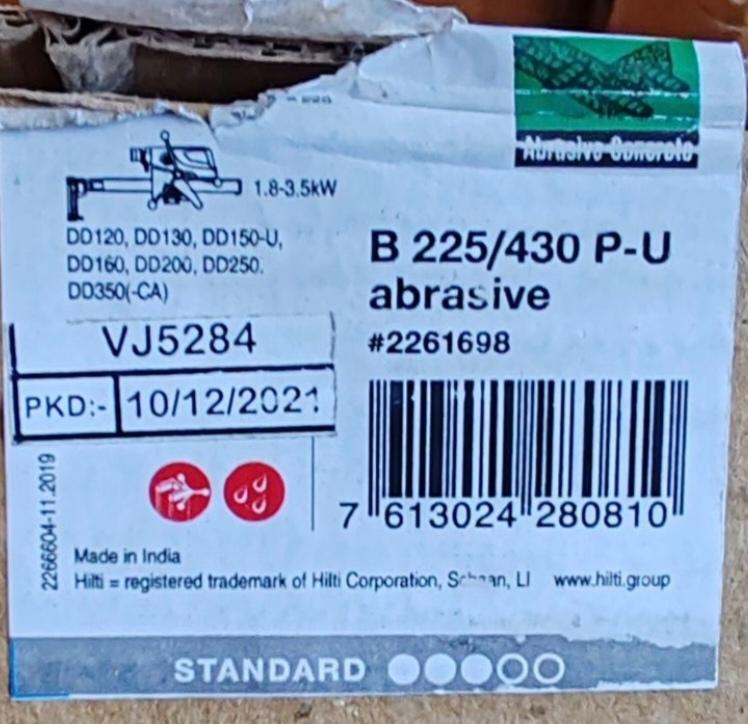 Abrasive Concrete
1.8-3.5kW
DD120, DD130, DD150-U,
DD160, DD200, DD250,
DD350(-CA)
B 225/430 P-U
abrasive
#2261698
VJ5284
PKD:- 10/12/2021
7 613024 280810
2266604-11.2019
Made in India
Hilti = registered trademark of Hilti Corporation, Schaan, LI www.hilti.group
STANDARD